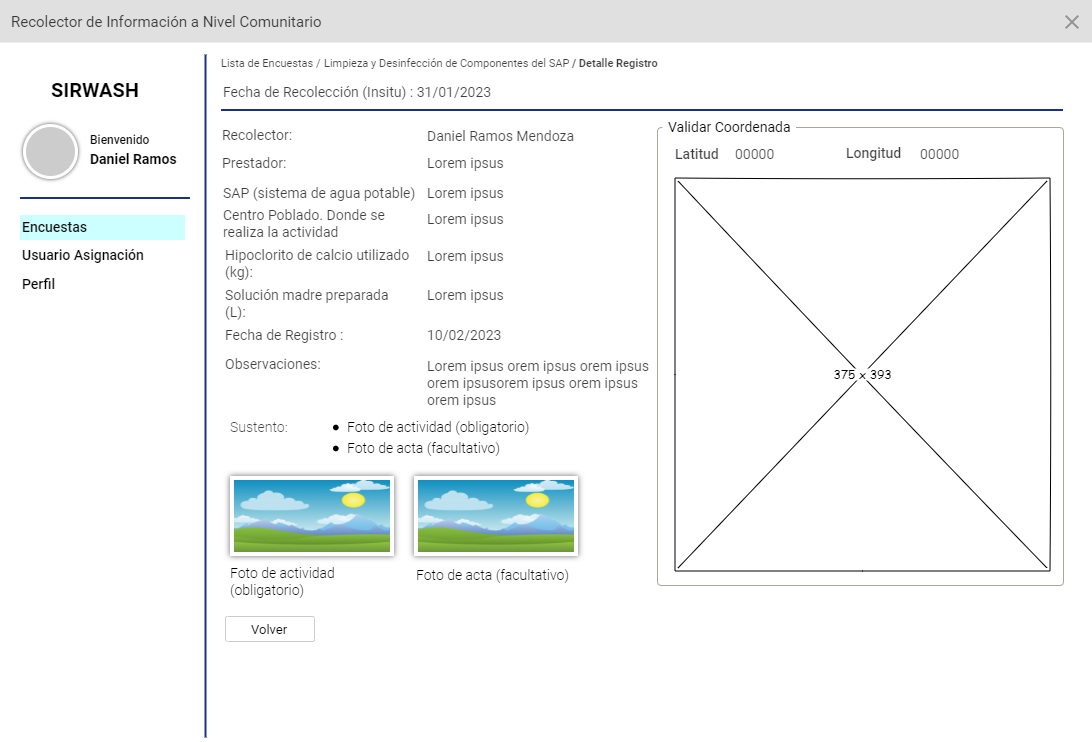 Recolector de Información a Nivel Comunitario
SIRWASH
Bienvenido
Daniel Ramos
Encuestas
Usuario Asignación
Perfil
Lista de Encuestas / Limpieza y Desinfección de Componentes del SAP / Detalle Registro
Fecha de Recolección (Insitu) : 31/01/2023
Recolector: Daniel Ramos Mendoza
Prestador: Lorem ipsus
SAP (sistema de agua potable) Lorem ipsus
Centro Poblado. Donde se
realiza la actividad
Lorem ipsus
Hipoclorito de calcio utilizado
(kg):
Lorem ipsus
Solución madre preparada
(L):
Lorem ipsus
Fecha de Registro : 10/02/2023
Observaciones:
Lorem ipsus orem ipsus orem ipsus
orem ipsusorem ipsus orem ipsus
orem ipsus
Sustento:
• Foto de actividad (obligatorio)
• Foto de acta (facultativo)
Foto de actividad
(obligatorio)
Foto de acta (facultativo)
Volver
Validar Coordenada
Latitud 00000 Longitud 00000
375 x 393